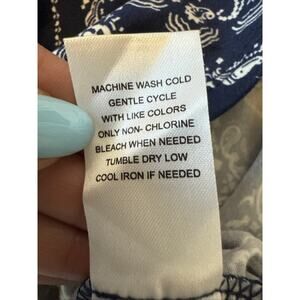 MACHINE WASH COLD
GENTLE CYCLE
WITH LIKE COLORS
ONLY NON- CHLORINE
BLEACH WHEN NEEDED
TUMBLE DRY LOW
COOL IRON IF NEEDED